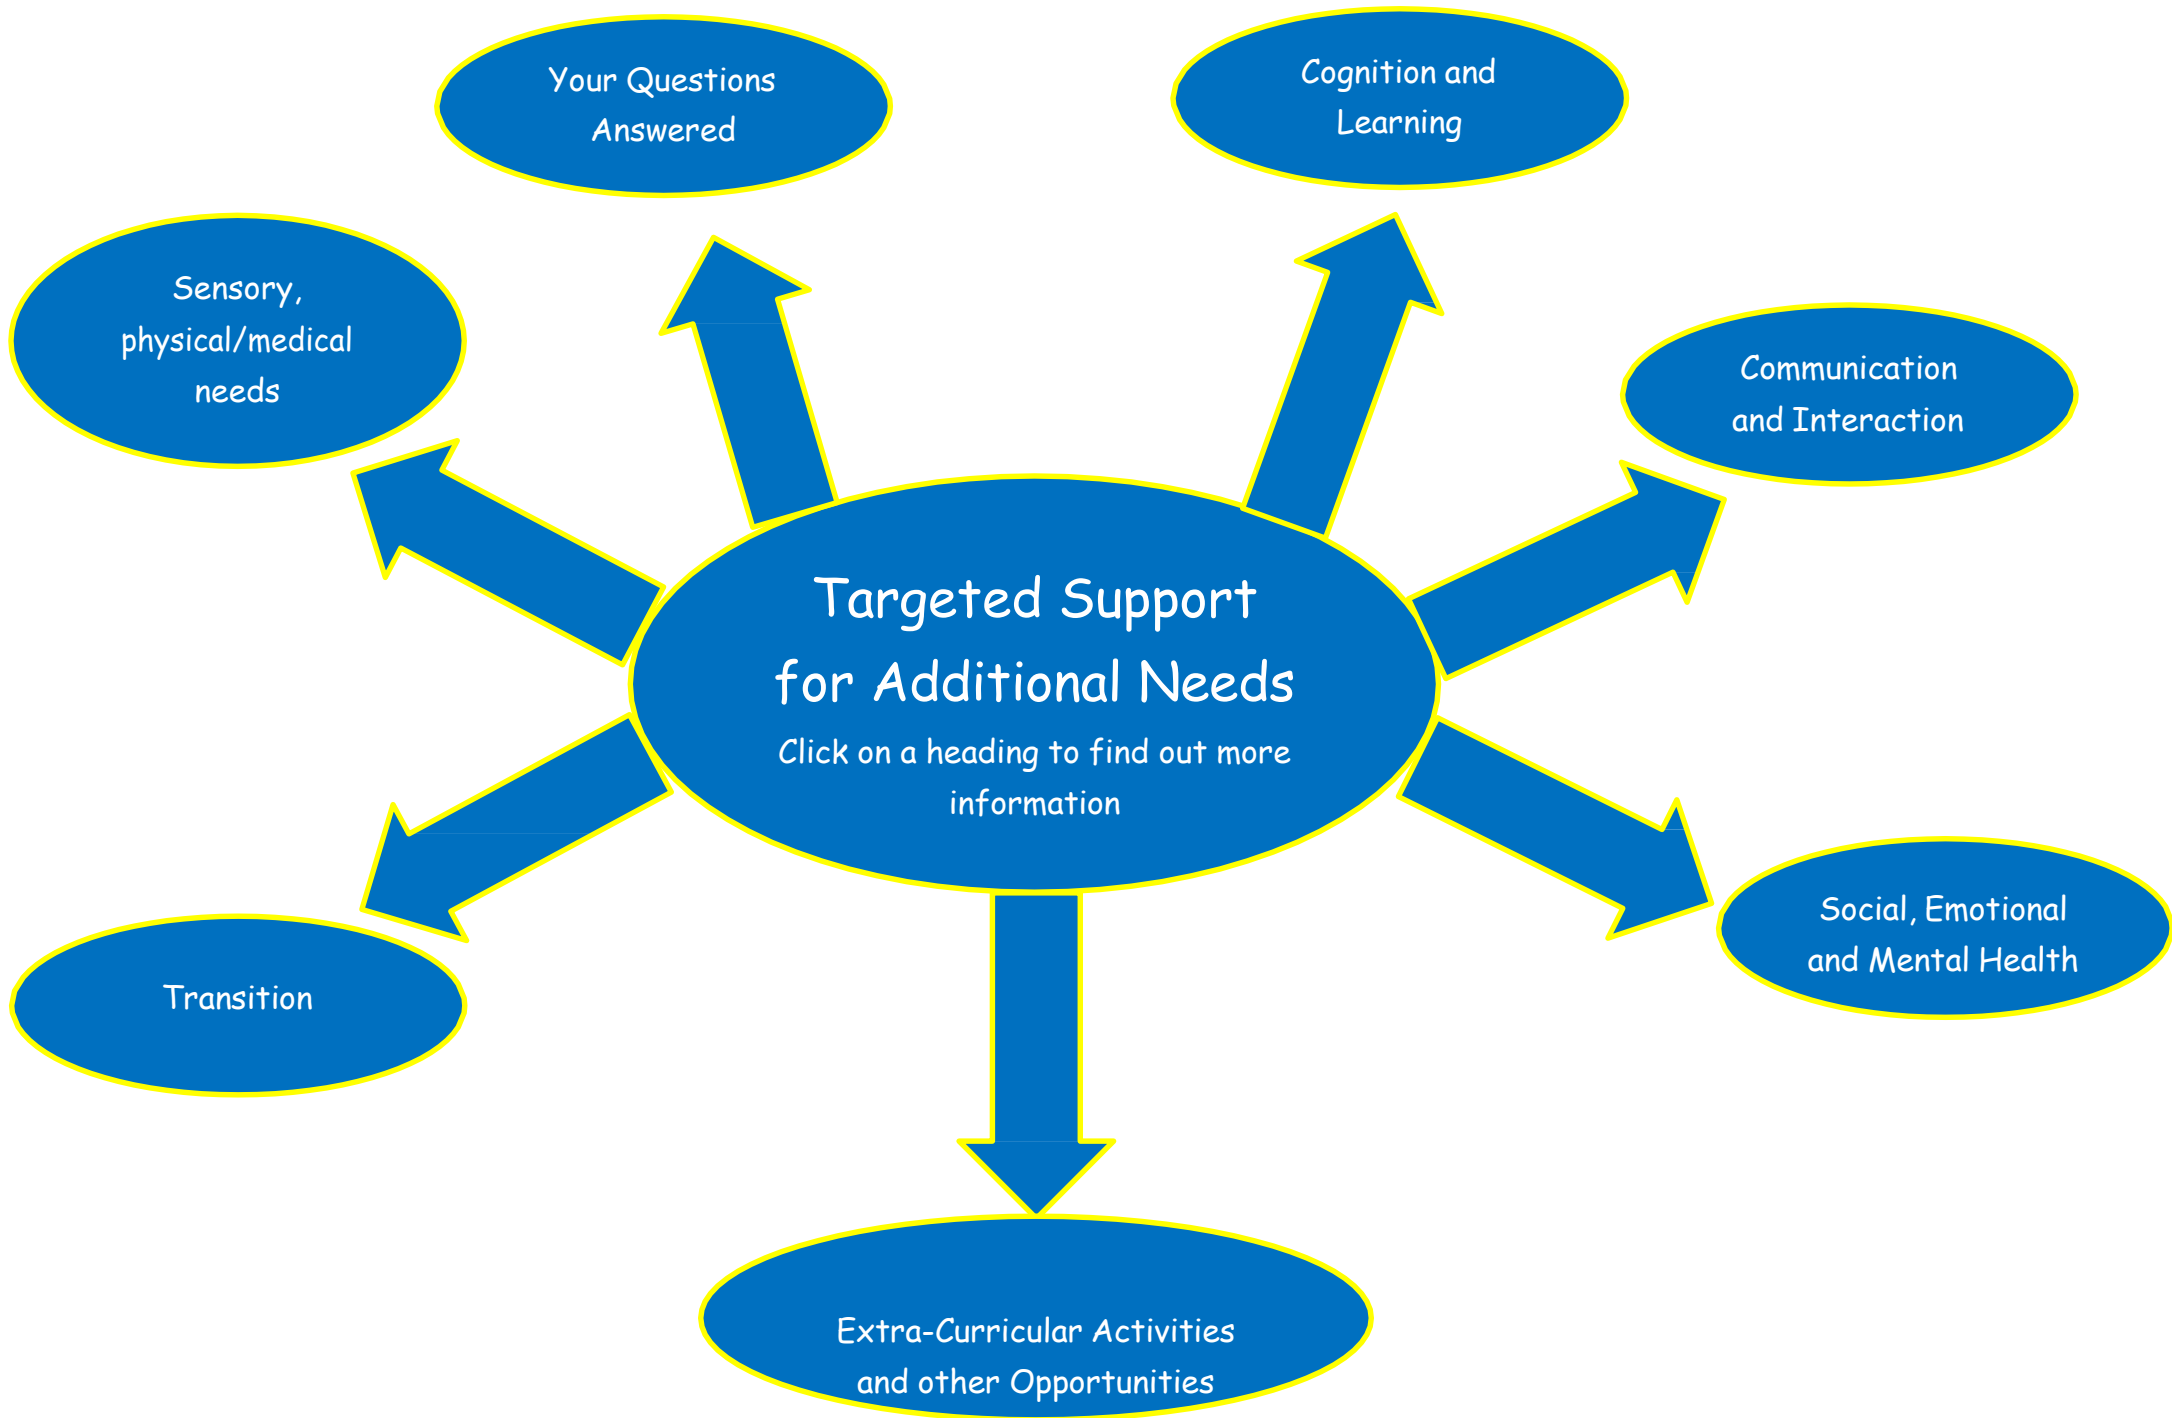 Your Questions
Answered
Cognition and
Learning
Sensory,
physical/medical
needs
Communication
and Interaction
Targeted Support
for Additional Needs
Click on a heading to find out more
information
Social, Emotional
and Mental Health
Transition
Extra-Curricular Activities
and other Opportunities